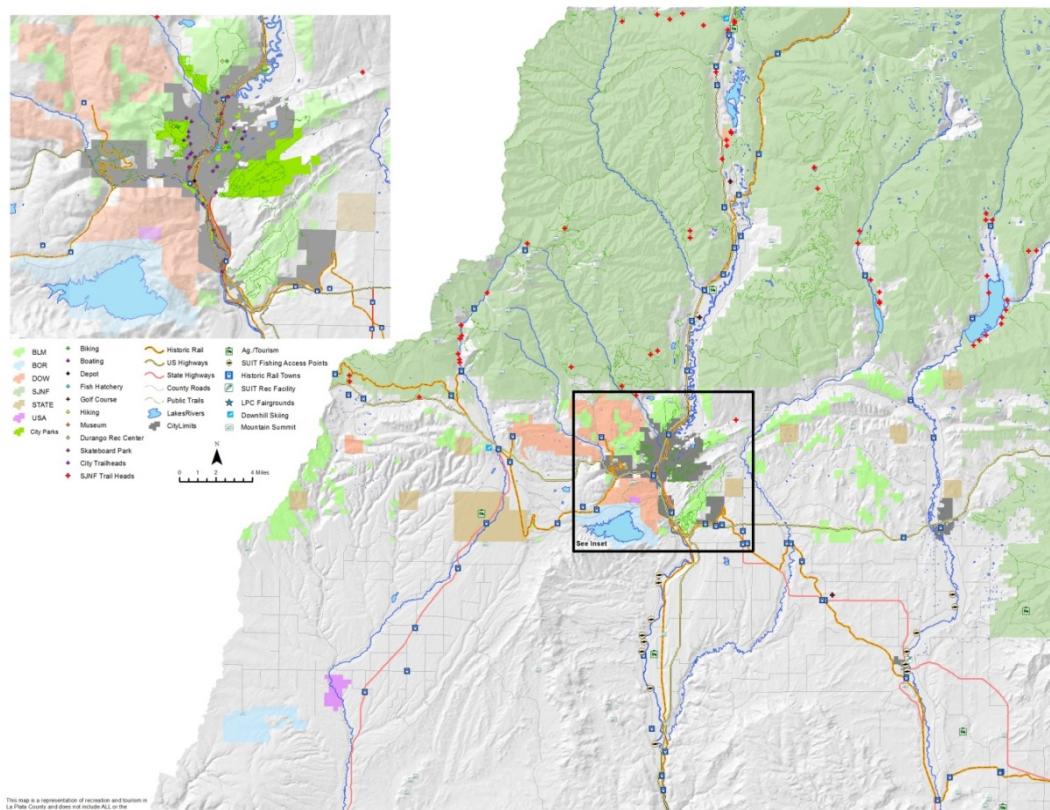 BLM
BOR
DOW
SJNF
STATE
USA
City Parks
Biking
Boating
Depot
Fish Hatchery
Golf Course
Hiking
Museum
Durango Rec Center
Skateboard Park
City Trailheads
SJNF Trail Heads
Historic Rail
US Highways
State Highways
County Roads
Public Trails
LakesRivers
CityLimits
Ag./Tourism
SUIT Fishing Access Points
Historic Rail Towns
SUIT Rec Facility
LPC Fairgrounds
Downhill Skiing
Mountain Summit
N
0 1 2 4 Miles
See Inset
This map is a representation of recreation and tourism in
La Plata County and does not include ALL or the